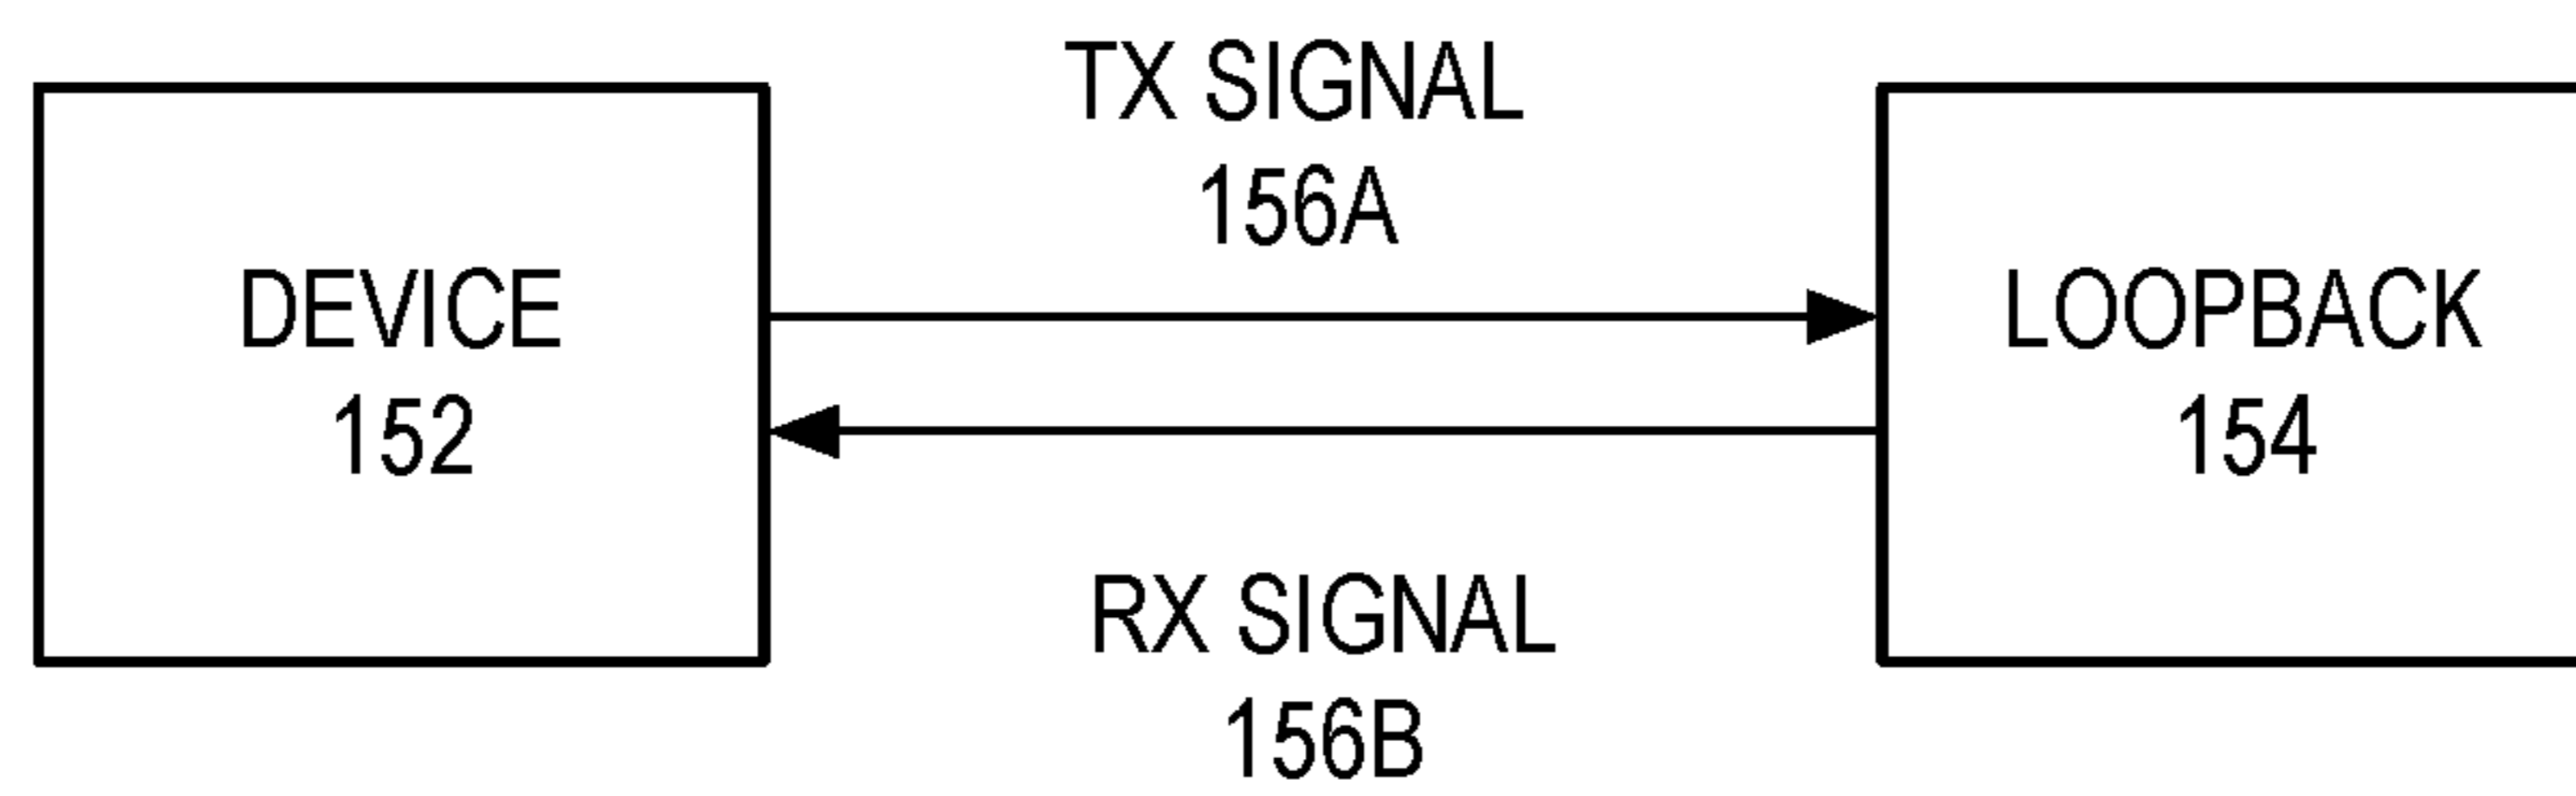 TX SIGNAL
156A
DEVICE
152
LOOPBACK
154
RX SIGNAL
156B